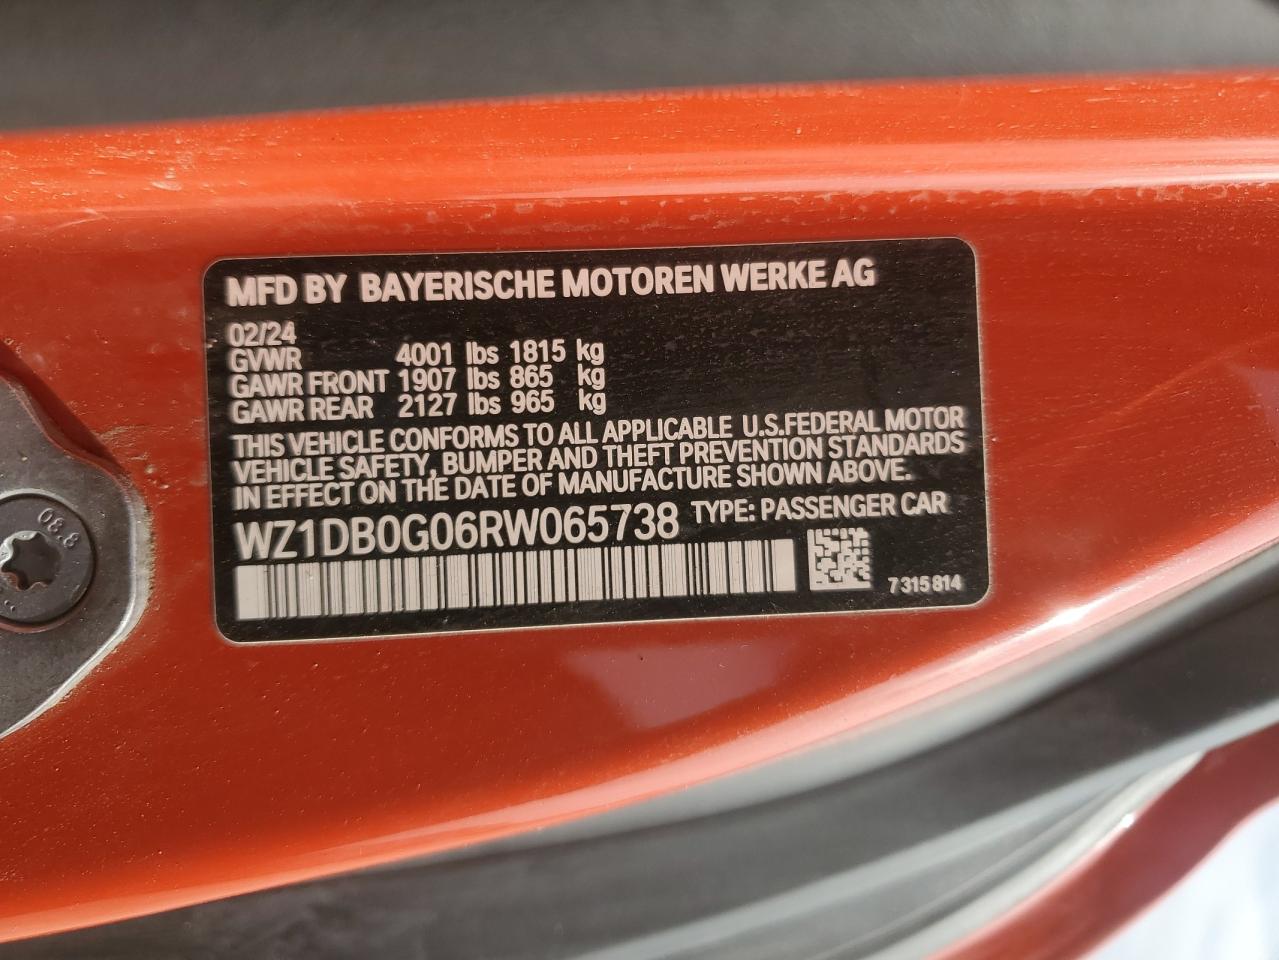 MFD BY BAYERISCHE MOTOREN WERKE AG
02/24
GVWR 4001 lbs 1815 kg
GAWR FRONT 1907 lbs 865 kg
GAWR REAR 2127 lbs 965 kg
THIS VEHICLE CONFORMS TO ALL APPLICABLE U.S.FEDERAL MOTOR
VEHICLE SAFETY, BUMPER AND THEFT PREVENTION STANDARDS
IN EFFECT ON THE DATE OF MANUFACTURE SHOWN ABOVE.
WZ1DB0G06RW065738 TYPE: PASSENGER CAR
7 315 814
08.8